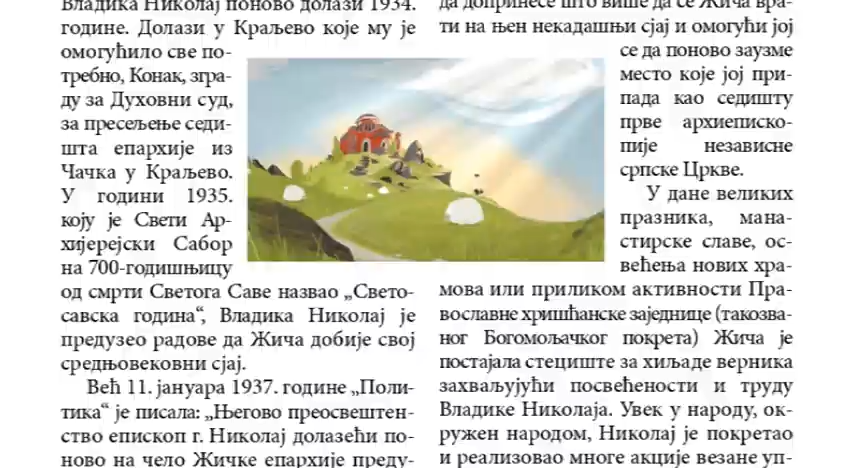 Владика Николај поново долази 1934.
године. Долази у Краљево које му је
омогућило све по-
требно, Конак, згра-
ду за Духовни суд,
за пресељење седи-
шта епархије из
Чачка у Краљево.
У години 1935.
коју је Свети Ар-
хијерејски Сабор
на 700-годишњицу
од смрти Светога Саве назвао „Свето-
савска година“, Владика Николај је
предузео радове да Жича добије свој
средњовековни сјај.
Већ 11. јануара 1937. године „Поли-
тика“ је писала: „Његово преосвештен-
ство епископ г. Николај долазећи по-
ново на чело Жичке епархије преду-
да допринесе што више да се Жича вра-
ти на њен некадашњи сјај и омогући јој
се да поново заузме
место које јој при-
пада као седишту
прве архиеписко-
пије независне
српске Цркве.
У дане великих
празника, мана-
стирске славе, ос-
већења нових хра-
мова или приликом активности Пра-
вославне хришћанске заједнице (такозва-
ног Богомољачког покрета) Жича је
постајала стециште за хиљаде верника
захваљујући посвећености и труду
Владике Николаја. Увек у народу, ок-
ружен народом, Николај је покретао
и реализовао многе акције везане уп-